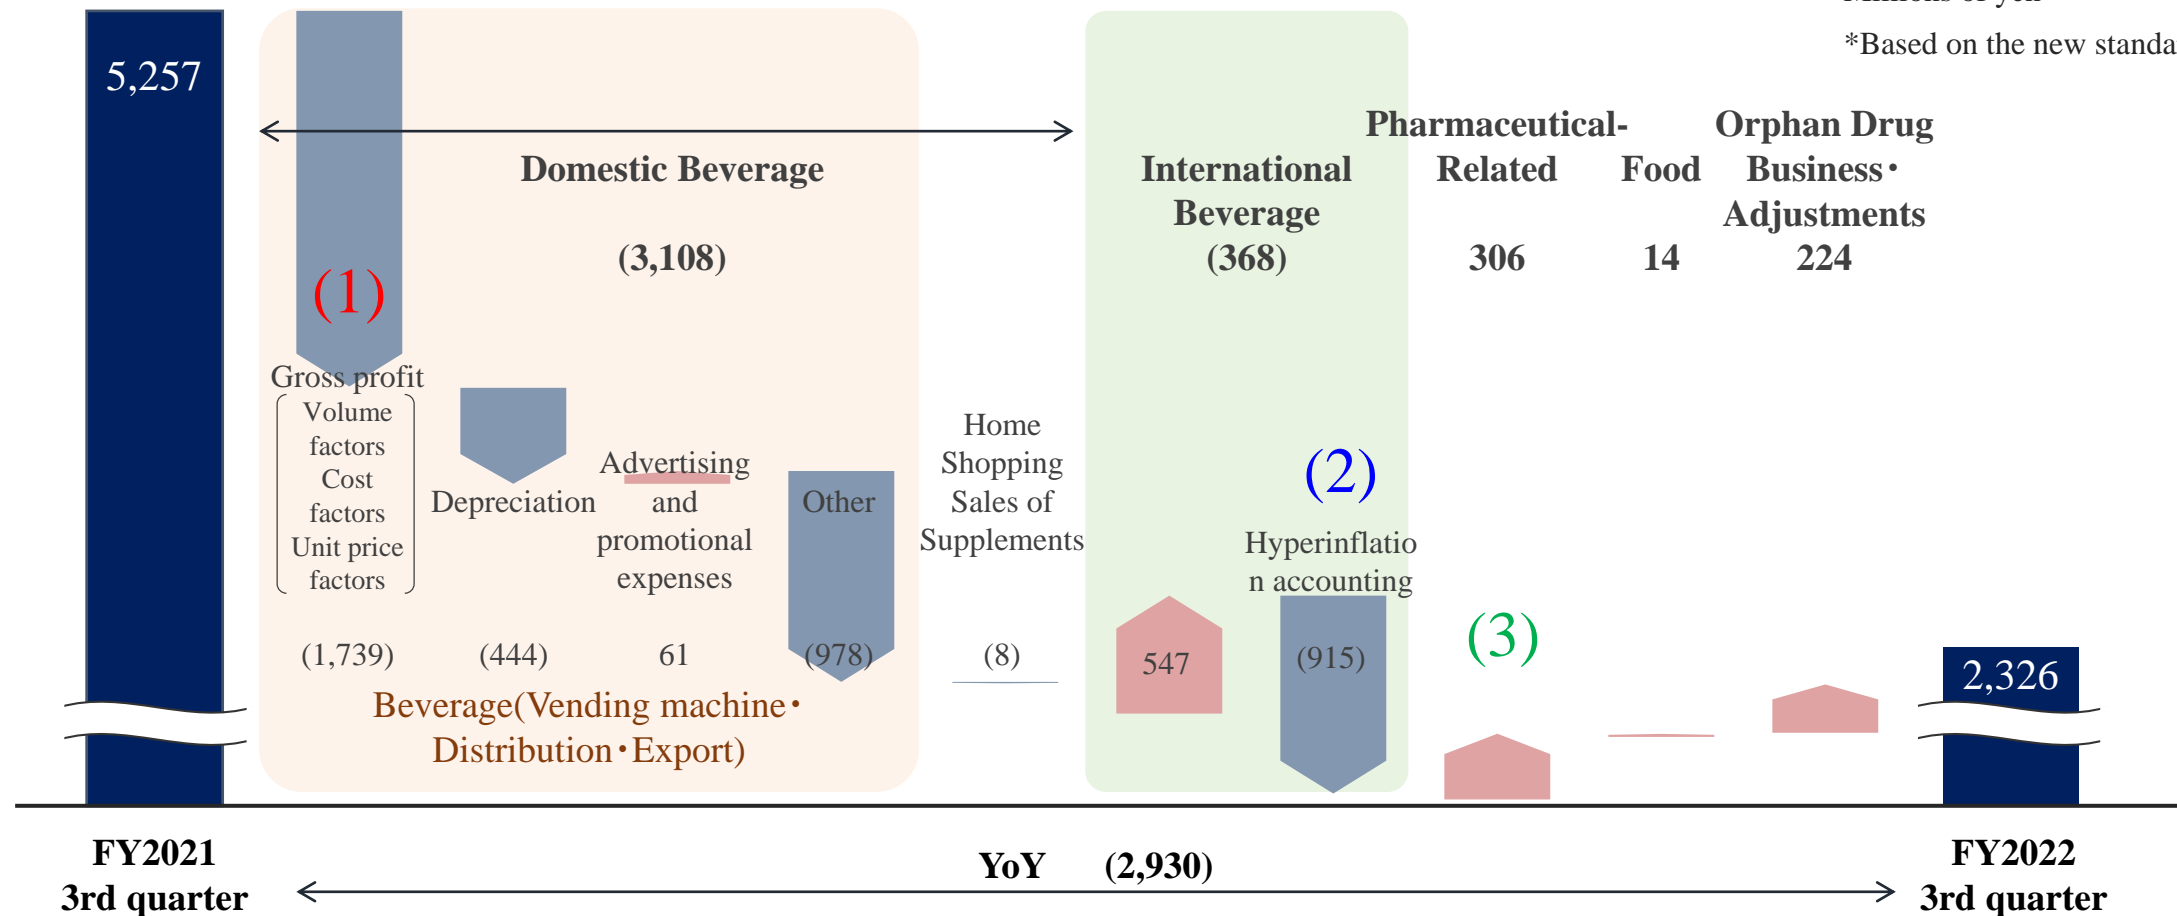 5,257
*Based on the new standa
Domestic Beverage
(3,108)
International
Beverage
(368)
Pharmaceutical-
Related
306
Food
14
Orphan Drug
Business・
Adjustments
224
(1)
Gross profit
Volume
factors
Cost
factors
Unit price
factors
(1,739)
Depreciation
(444)
Advertising
and
promotional
expenses
61
Other
(978)
Home
Shopping
Sales of
Supplements
(8)
Beverage(Vending machine・
Distribution・Export)
547
(2)
Hyperinflatio
n accounting
(915)
(3)
2,326
FY2021
3rd quarter
YoY (2,930)
FY2022
3rd quarter